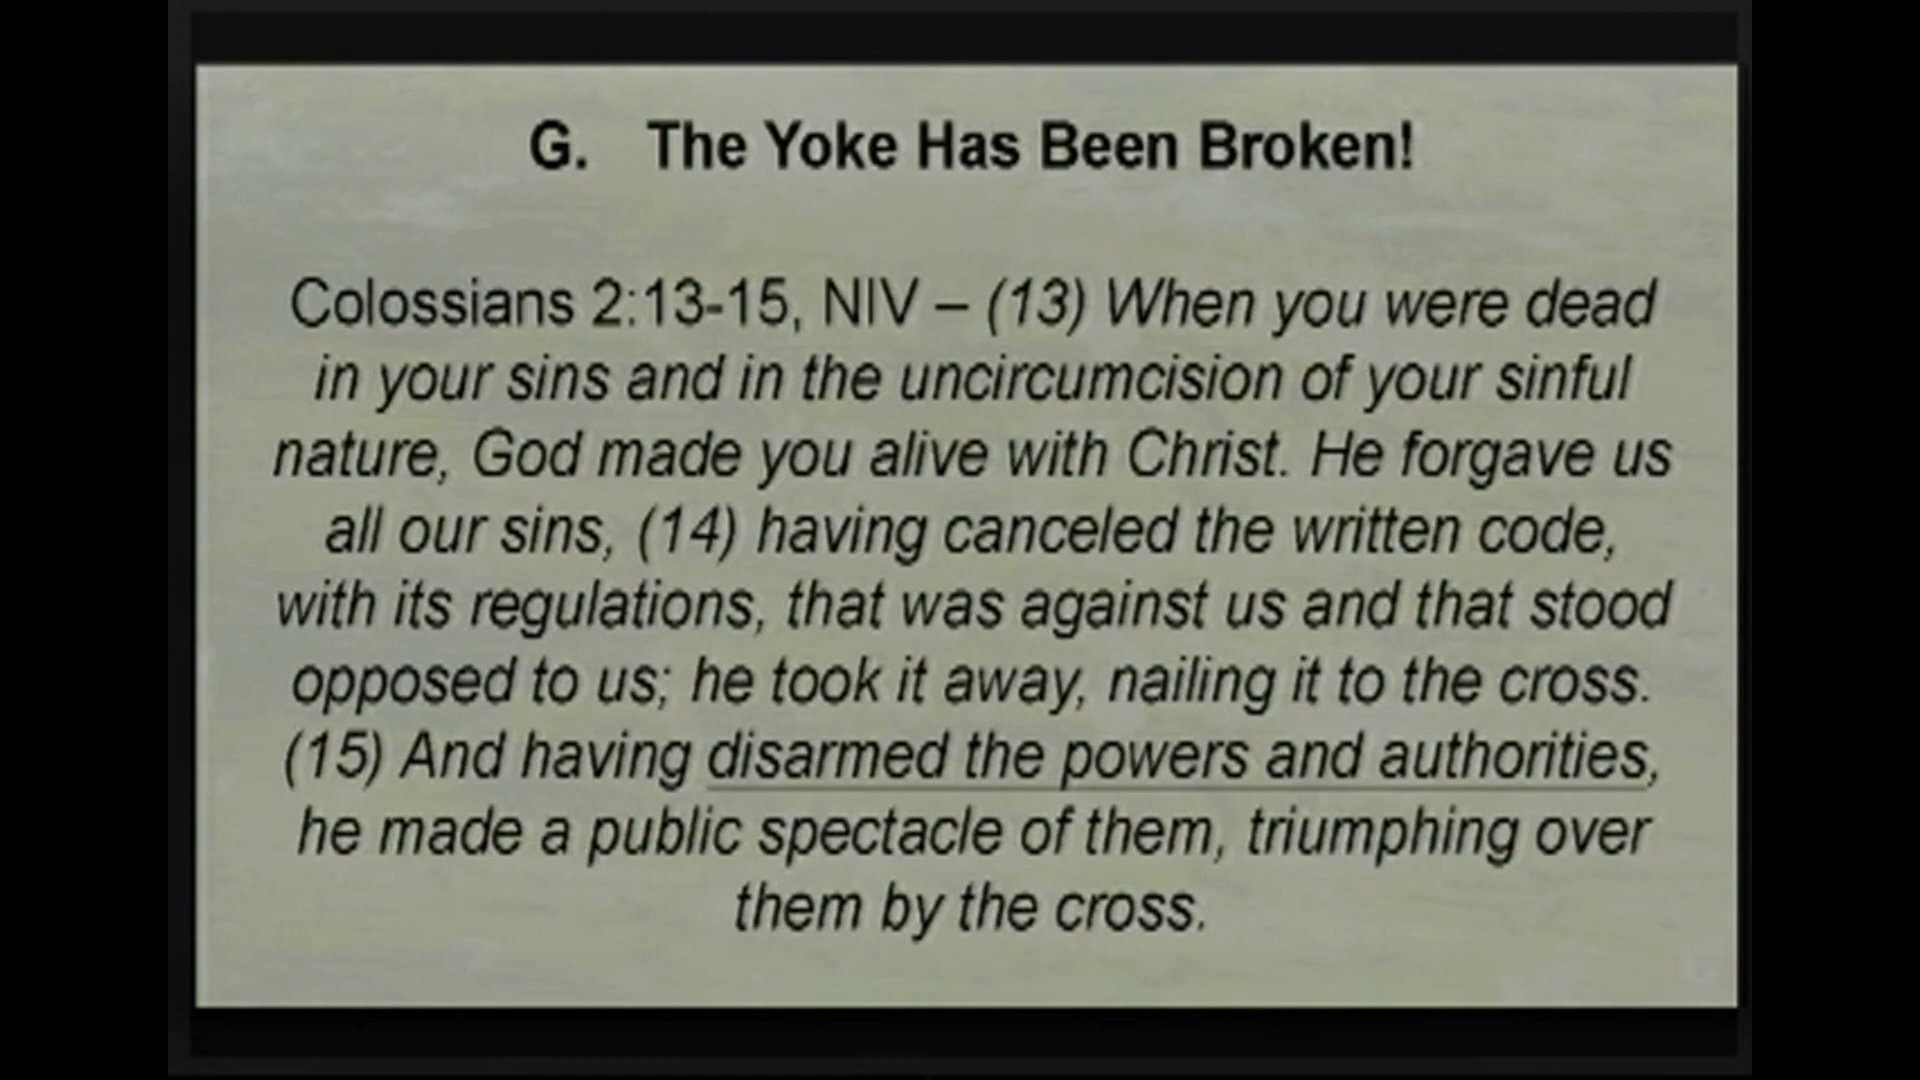 G. The Yoke Has Been Broken!
Colossians 2:13-15, NIV – (13) When you were dead
in your sins and in the uncircumcision of your sinful
nature, God made you alive with Christ. He forgave us
all our sins, (14) having canceled the written code,
with its regulations, that was against us and that stood
opposed to us; he took it away, nailing it to the cross.
(15) And having disarmed the powers and authorities,
he made a public spectacle of them, triumphing over
them by the cross.